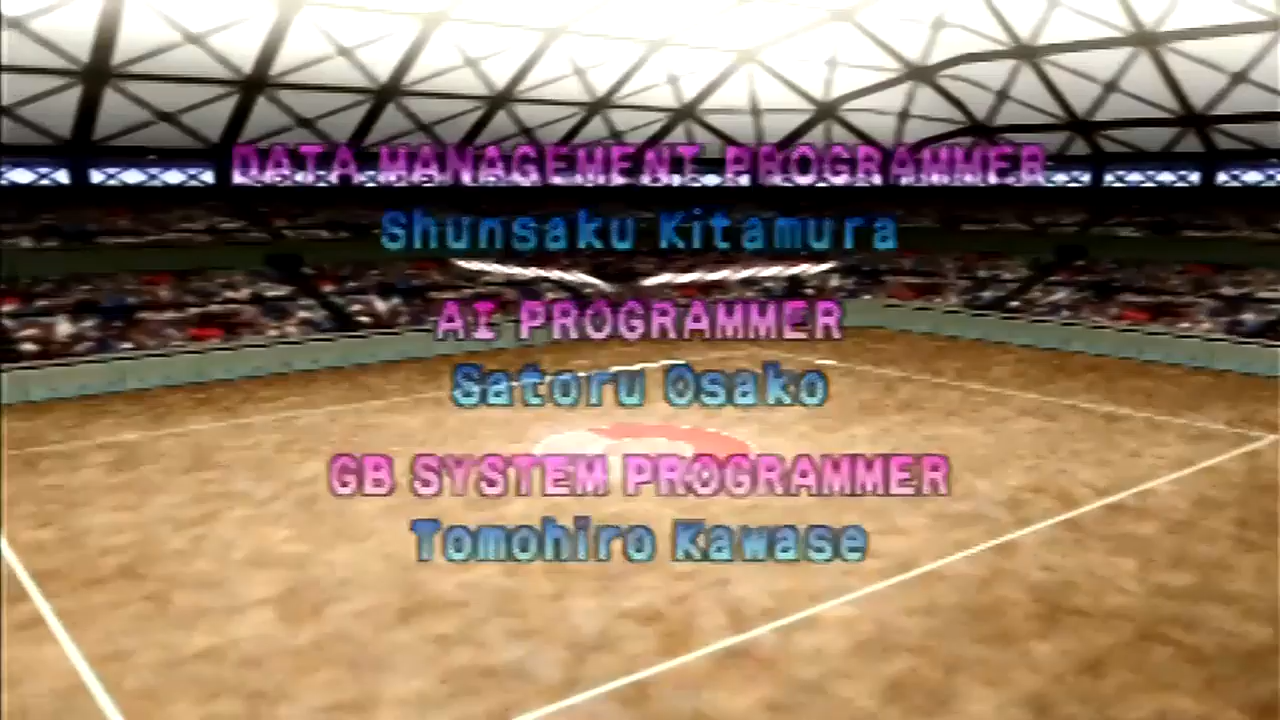 DATA MANAGEMENT PROGRAMMER
Shunsaku Kitamura
AI PROGRAMMER
Satoru Osako
GB SYSTEM PROGRAMMER
Tomohiro Kawase